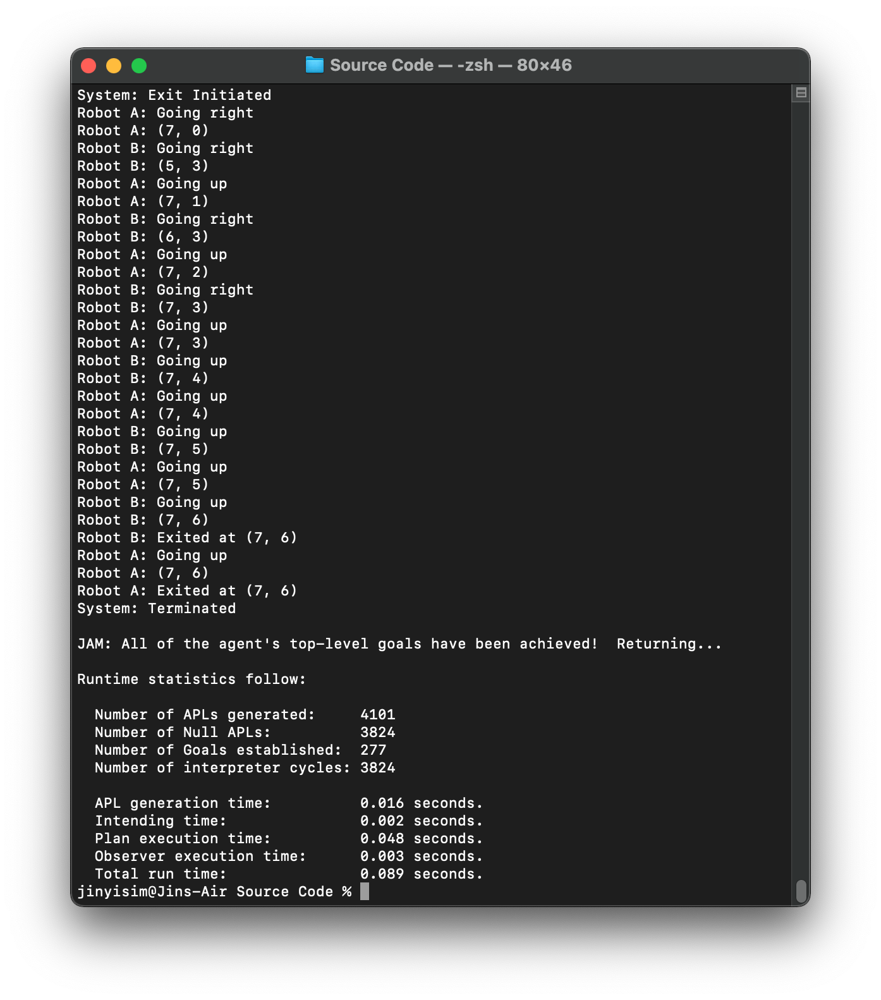 Source Code — -zsh — 80×46
System: Exit Initiated
Robot A: Going right
Robot A: (7, 0)
Robot B: Going right
Robot B: (5, 3)
Robot A: Going up
Robot A: (7, 1)
Robot B: Going right
Robot B: (6, 3)
Robot A: Going up
Robot A: (7, 2)
Robot B: Going right
Robot B: (7, 3)
Robot A: Going up
Robot A: (7, 3)
Robot B: Going up
Robot B: (7, 4)
Robot A: Going up
Robot A: (7, 4)
Robot B: Going up
Robot B: (7, 5)
Robot A: Going up
Robot A: (7, 5)
Robot B: Going up
Robot B: (7, 6)
Robot B: Exited at (7, 6)
Robot A: Going up
Robot A: (7, 6)
Robot A: Exited at (7, 6)
System: Terminated
JAM: All of the agent's top-level goals have been achieved!  Returning...
Runtime statistics follow:
Number of APLs generated:     4101
Number of Null APLs:          3824
Number of Goals established:  277
Number of interpreter cycles: 3824
APL generation time:          0.016 seconds.
Intending time:               0.002 seconds.
Plan execution time:          0.048 seconds.
Observer execution time:      0.003 seconds.
Total run time:               0.089 seconds.
jinyisim@Jins-Air Source Code %